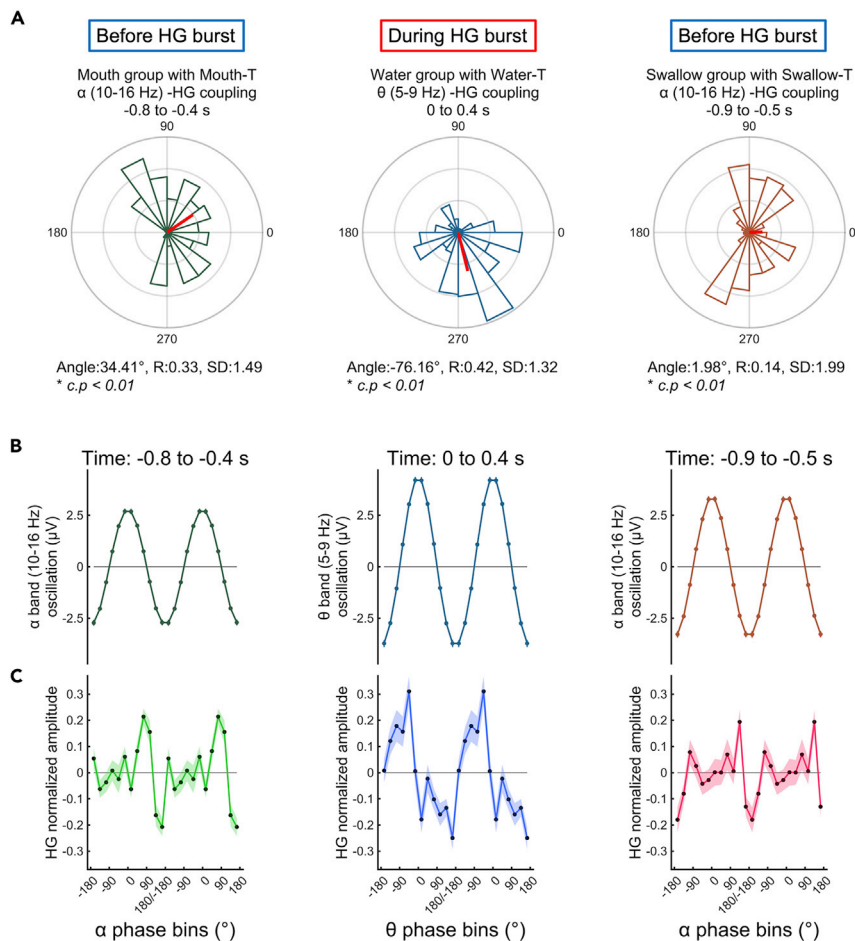 A
Before HG burst
During HG burst
Before HG burst
Mouth group with Mouth-T
α (10-16 Hz) -HG coupling
-0.8 to -0.4 s
90
180
0
270
Angle:34.41°, R:0.33, SD:1.49
* c.p < 0.01
Water group with Water-T
θ (5-9 Hz) -HG coupling
0 to 0.4 s
90
180
0
270
Angle:-76.16°, R:0.42, SD:1.32
* c.p < 0.01
Swallow group with Swallow-T
α (10-16 Hz) -HG coupling
-0.9 to -0.5 s
90
180
0
270
Angle:1.98°, R:0.14, SD:1.99
* c.p < 0.01
B
Time: -0.8 to -0.4 s
α band (10-16 Hz)
oscillation (µV)
2.5
0
-2.5
Time: 0 to 0.4 s
θ band (5-9 Hz)
oscillation (µV)
2.5
0
-2.5
Time: -0.9 to -0.5 s
α band (10-16 Hz)
oscillation (µV)
2.5
0
-2.5
C
HG normalized amplitude
0.3
0.2
0.1
0
-0.1
-0.2
-0.3
-180
-90
0
90
180/-180
-90
0
90
180
α phase bins (°)
HG normalized amplitude
0.3
0.2
0.1
0
-0.1
-0.2
-0.3
-180
-90
0
90
180/-180
-90
0
90
180
θ phase bins (°)
HG normalized amplitude
0.3
0.2
0.1
0
-0.1
-0.2
-0.3
-180
-90
0
90
180/-180
-90
0
90
180
α phase bins (°)